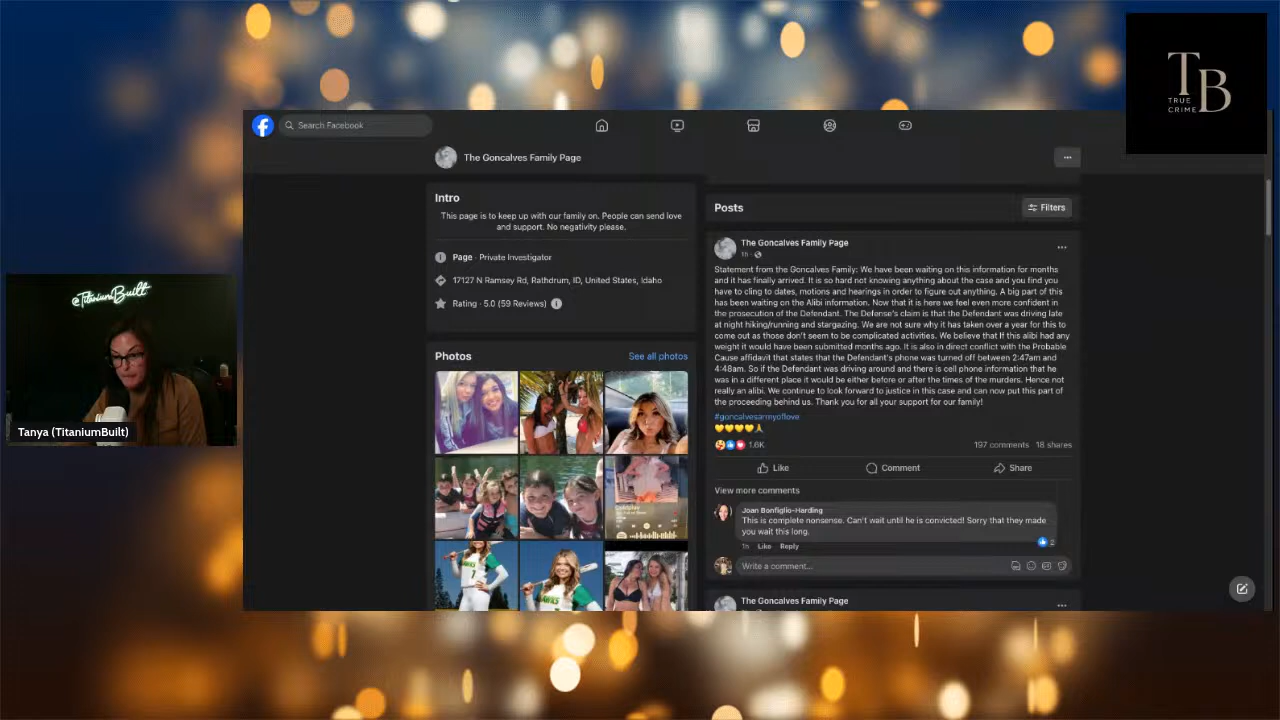 TB
TRUE
CRIME
Search Facebook
The Goncalves Family Page
Intro
This page is to keep up with our family on. People can send love
and support. No negativity please.
Page · Private Investigator
17127 N Ramsey Rd, Rathdrum, ID, United States, Idaho
Rating · 5.0 (59 Reviews)
Photos
See all photos
Posts
Filters
The Goncalves Family Page
1h ·
Statement from the Goncalves Family: We have been waiting on this information for months
and it has finally arrived. It is so hard not knowing anything about the case and you find you
have to cling to dates, motions and hearings in order to figure out anything. A big part of this
has been waiting on the Alibi information. Now that it is here we feel even more confident in
the prosecution of the Defendant. The Defense's claim is that the Defendant was driving late
at night hiking/running and stargazing. We are not sure why it has taken over a year for this to
come out as those don't seem to be complicated activities. We believe that If this alibi had any
weight it would have been submitted months ago. It is also in direct conflict with the Probable
Cause affidavit that states that the Defendant's phone was turned off between 2:47am and
4:48am. So if the Defendant was driving around and there is cell phone information that he
was in a different place it would be either before or after the times of the murders. Hence not
really an alibi. We continue to look forward to justice in this case and can now put this part of
the proceeding behind us. Thank you for all your support for our family!
#goncalvesarmyoflove
💛💛💛💛🙏
1.6K
197 comments 18 shares
Like
Comment
Share
View more comments
Joan Bonfiglio-Harding
This is complete nonsense. Can't wait until he is convicted! Sorry that they made
you wait this long.
2
1h Like Reply
Write a comment...
The Goncalves Family Page
@TitaniumBuilt
Tanya (TitaniumBuilt)
7
HAWKS